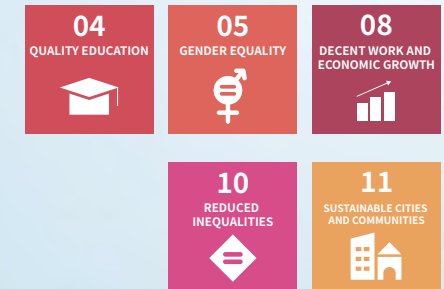 04
QUALITY EDUCATION
05
GENDER EQUALITY
08
DECENT WORK AND
ECONOMIC GROWTH
10
REDUCED
INEQUALITIES
11
SUSTAINABLE CITIES
AND COMMUNITIES